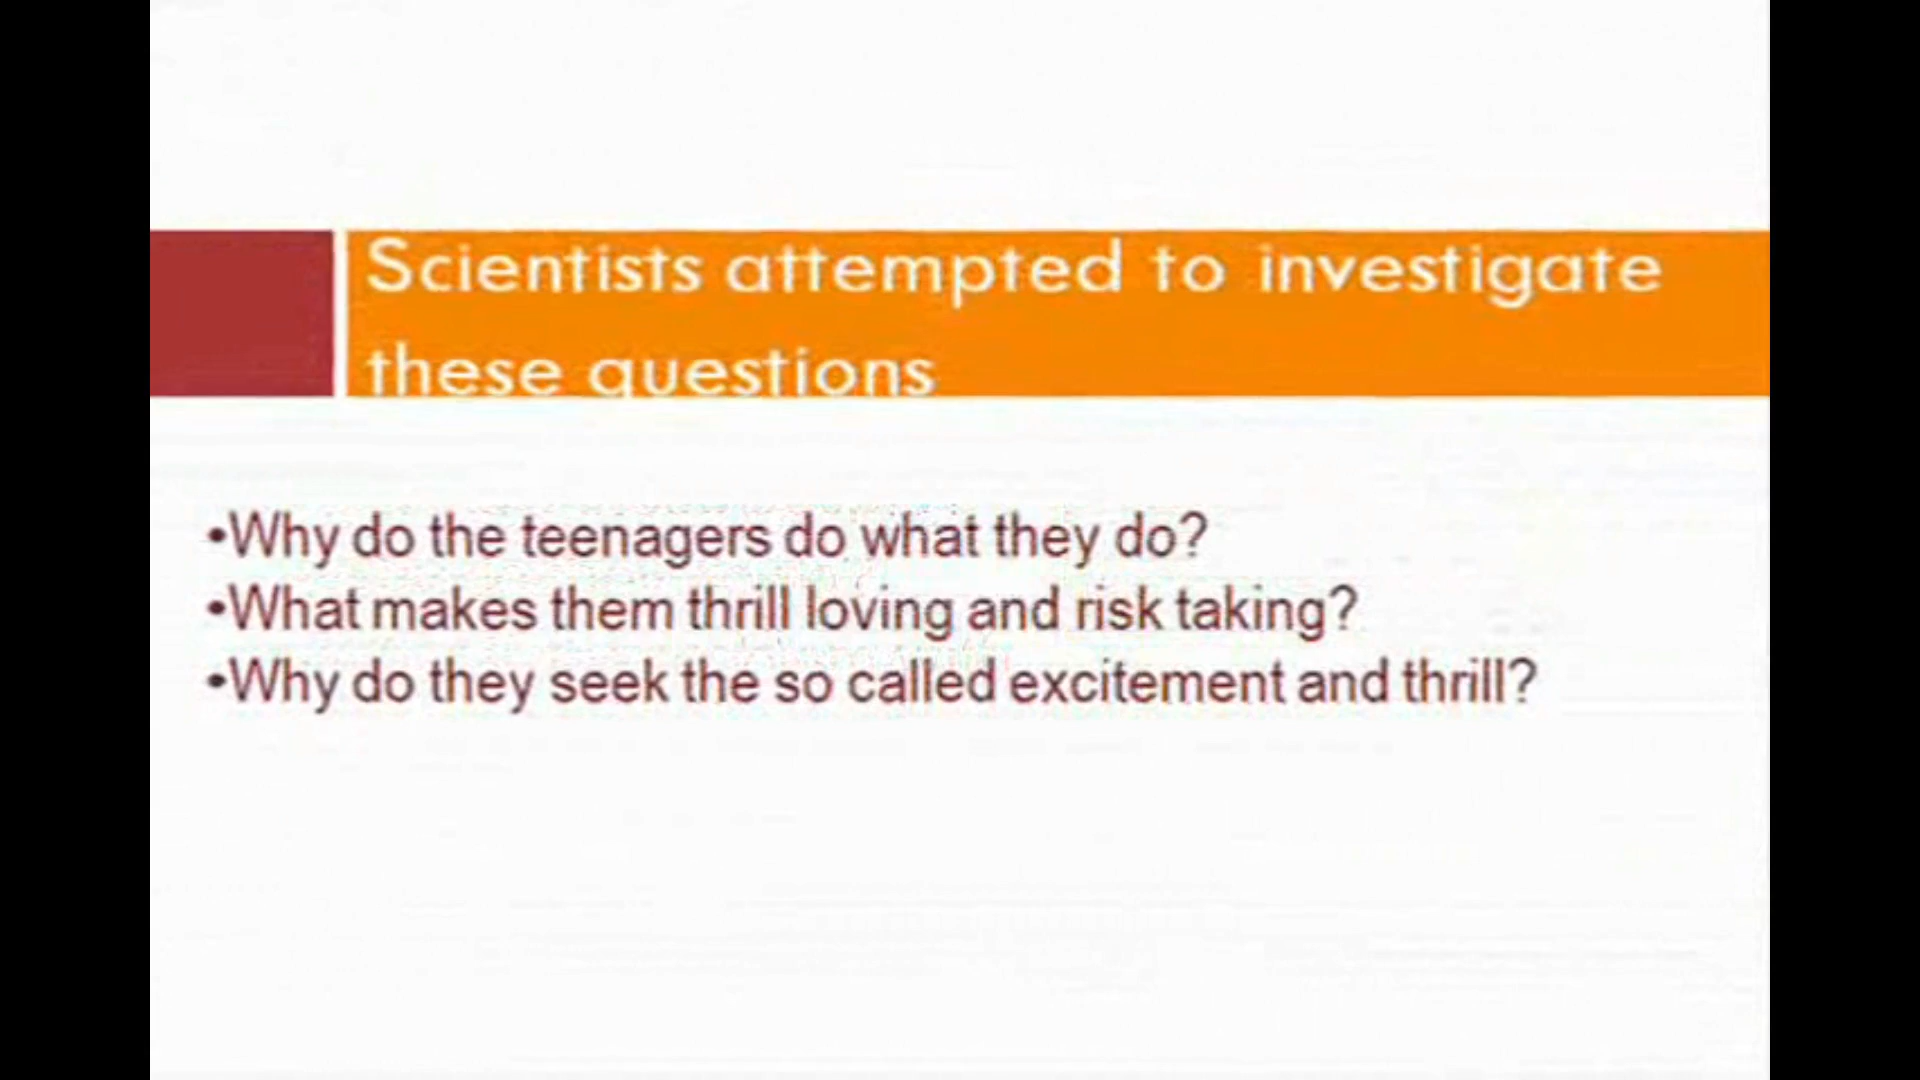 Scientists attempted to investigate
these questions
•Why do the teenagers do what they do?
•What makes them thrill loving and risk taking?
•Why do they seek the so called excitement and thrill?